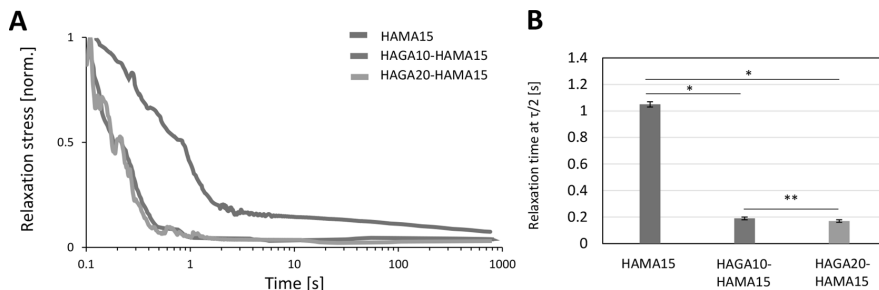 A
Relaxation stress [norm.]
1
0.5
0
0.1
1
10
100
1000
Time [s]
HAMA15
HAGA10-HAMA15
HAGA20-HAMA15
B
Relaxation time at τ/2 [s]
1.4
1.2
1
0.8
0.6
0.4
0.2
0
*
*
**
HAMA15
HAGA10-
HAMA15
HAGA20-
HAMA15